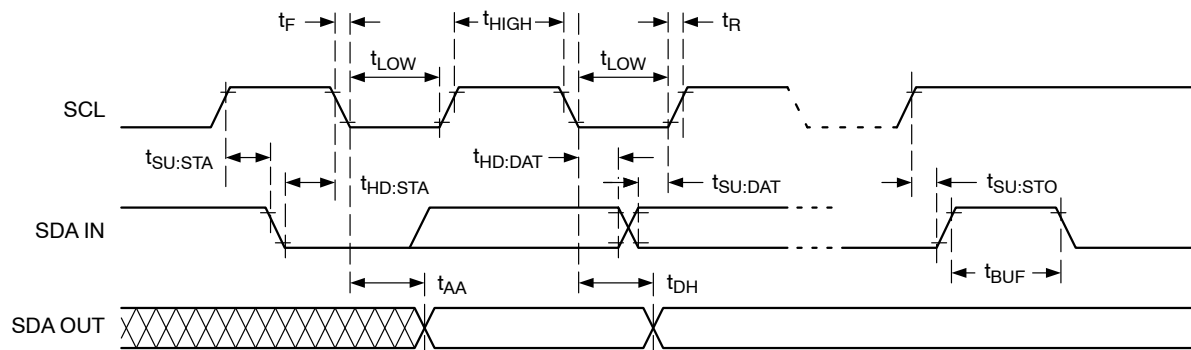 tF
tHIGH
tR
tLOW
tLOW
SCL
tSU:STA
tHD:STA
tHD:DAT
tSU:DAT
tSU:STO
SDA IN
tAA
tDH
tBUF
SDA OUT